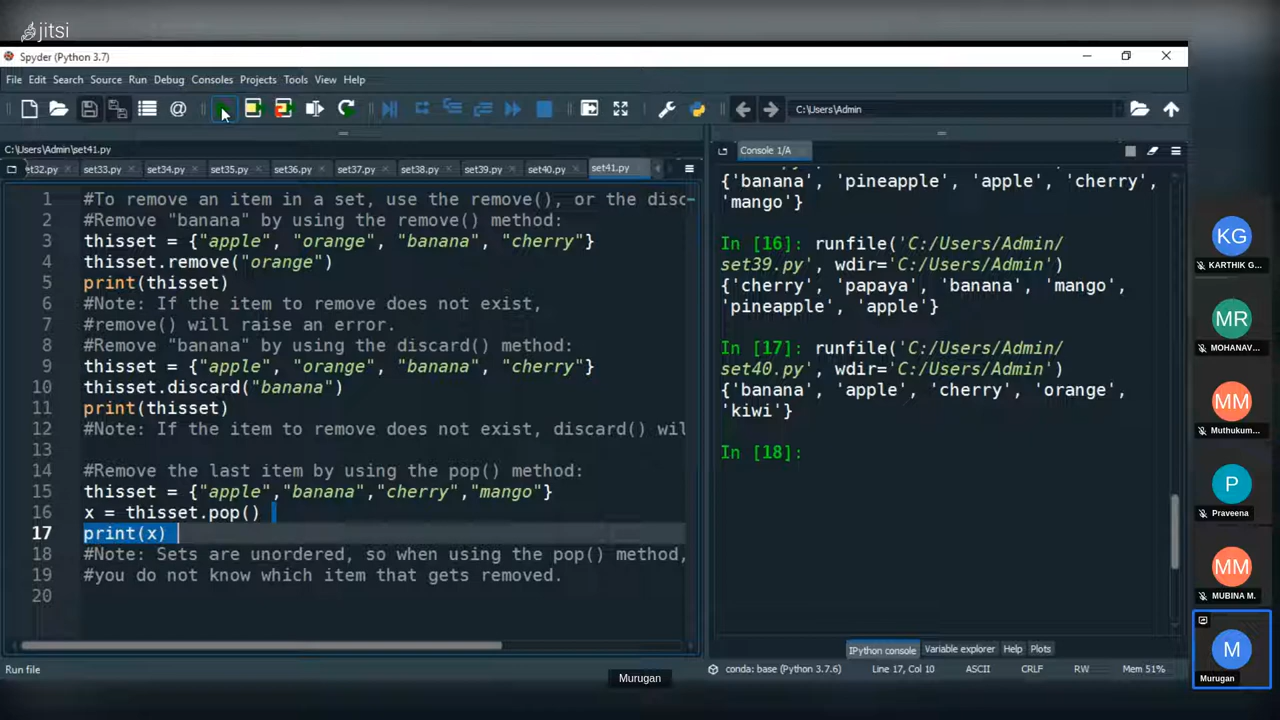 jitsi
Spyder (Python 3.7)
File Edit Search Source Run Debug Consoles Projects Tools View Help
C:\Users\Admin
C:\Users\Admin\set41.py
et32.py set33.py set34.py set35.py set36.py set37.py set38.py set39.py set40.py set41.py
1 #To remove an item in a set, use the remove(), or the disc
2 #Remove "banana" by using the remove() method:
3 thisset = {"apple", "orange", "banana", "cherry"}
4 thisset.remove("orange")
5 print(thisset)
6 #Note: If the item to remove does not exist,
7 #remove() will raise an error.
8 #Remove "banana" by using the discard() method:
9 thisset = {"apple", "orange", "banana", "cherry"}
10 thisset.discard("banana")
11 print(thisset)
12 #Note: If the item to remove does not exist, discard() wil
13
14 #Remove the last item by using the pop() method:
15 thisset = {"apple","banana","cherry","mango"}
16 x = thisset.pop()
17 print(x)
18 #Note: Sets are unordered, so when using the pop() method,
19 #you do not know which item that gets removed.
20
Console 1/A
{'banana', 'pineapple', 'apple', 'cherry',
'mango'}
In [16]: runfile('C:/Users/Admin/
set39.py', wdir='C:/Users/Admin')
{'cherry', 'papaya', 'banana', 'mango',
'pineapple', 'apple'}
In [17]: runfile('C:/Users/Admin/
set40.py', wdir='C:/Users/Admin')
{'banana', 'apple', 'cherry', 'orange',
'kiwi'}
In [18]:
IPython console Variable explorer Help Plots
Run file
conda: base (Python 3.7.6) Line 17, Col 10 ASCII CRLF RW Mem 51%
Murugan
KG
KARTHIK G...
MR
MOHANAV...
MM
Muthukum...
P
Praveena
MM
MUBINA M.
M
Murugan